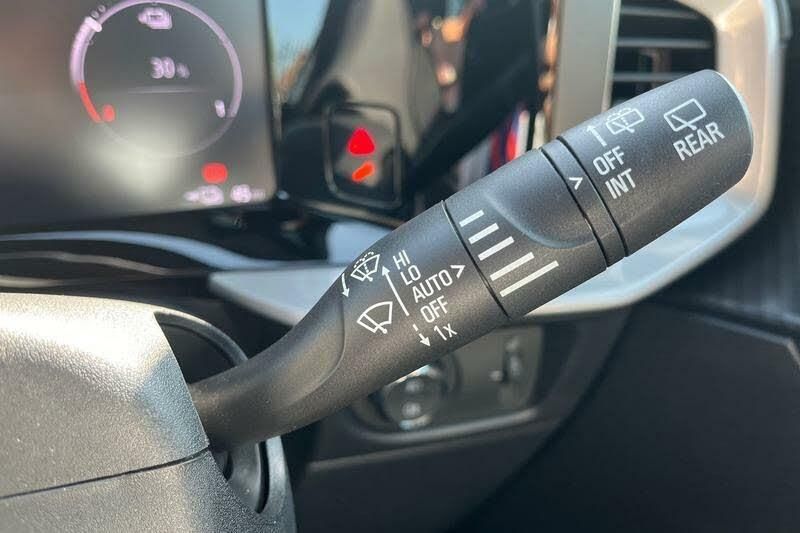 30
HI
LO
AUTO
OFF
1x
OFF
INT
REAR